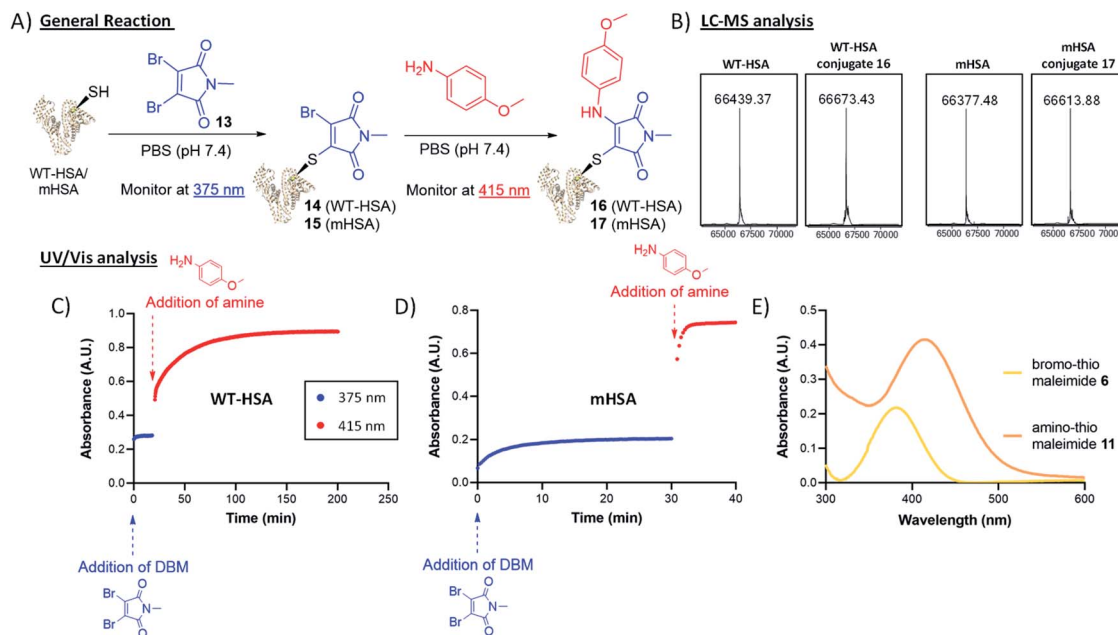 A) General Reaction
SH
WT-HSA/
mHSA
Br
Br
O
N
O
13
PBS (pH 7.4)
Monitor at 375 nm
Br
O
N
O
S
14 (WT-HSA)
15 (mHSA)
H2N
O
PBS (pH 7.4)
Monitor at 415 nm
O
HN
O
N
O
S
16 (WT-HSA)
17 (mHSA)
B) LC-MS analysis
WT-HSA
66439.37
65000 67500 70000
WT-HSA
conjugate 16
66673.43
65000 67500 70000
mHSA
66377.48
65000 67500 70000
mHSA
conjugate 17
66613.88
65000 67500 70000
UV/Vis analysis
C)
H2N
O
Addition of amine
Absorbance (A.U.)
1.0
0.8
0.6
0.4
0.2
0.0
WT-HSA
375 nm
415 nm
0 50 100 150 200 250
Time (min)
Addition of DBM
Br
Br
O
N
O
D)
H2N
O
Addition of amine
Absorbance (A.U.)
0.8
0.6
0.4
0.2
0.0
mHSA
0 10 20 30 40
Time (min)
Addition of DBM
Br
Br
O
N
O
E)
Absorbance (A.U.)
0.5
0.4
0.3
0.2
0.1
0.0
300 400 500 600
Wavelength (nm)
bromo-thio
maleimide 6
amino-thio
maleimide 11